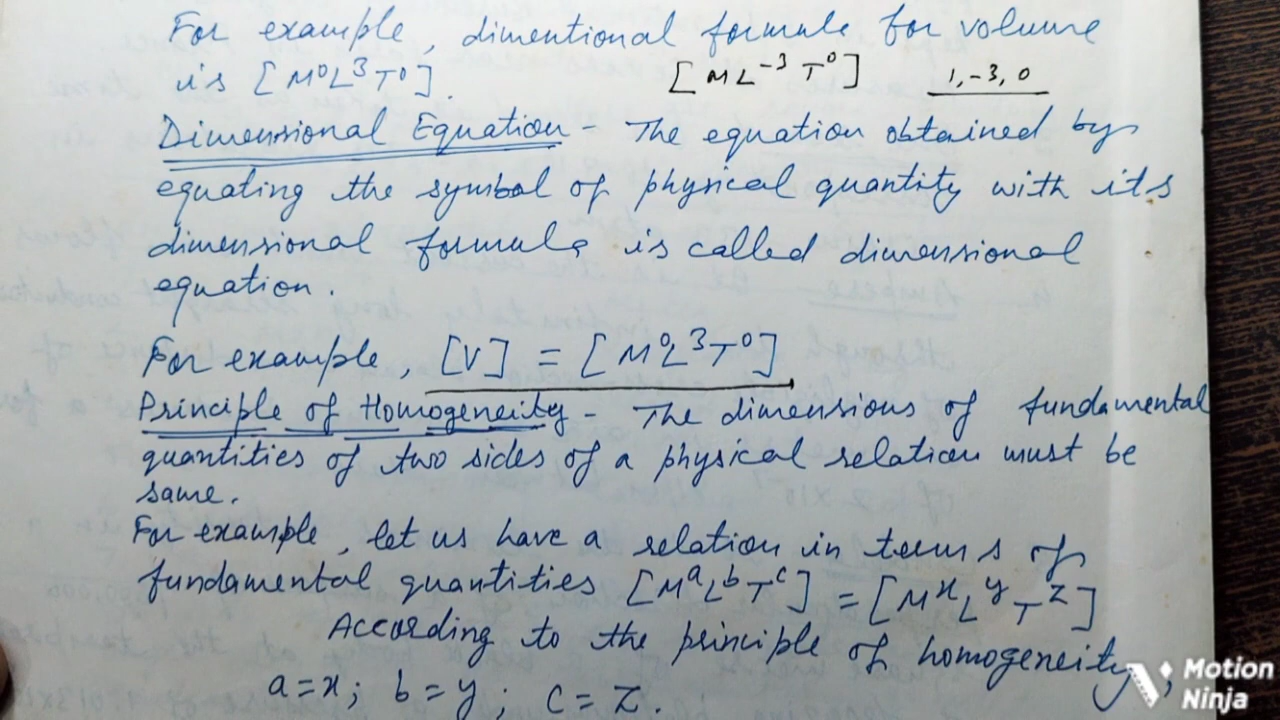 For example, dimentional formula for volume
is [M⁰L³T⁰]. [ML⁻³T⁰] 1,-3,0
Dimensional Equation - The equation obtained by
equating the symbol of physical quantity with its
dimensional formula is called dimensional
equation.
For example, [V] = [M⁰L³T⁰]
Principle of Homogeneity - The dimensions of fundamental
quantities of two sides of a physical relation must be
same.
For example, let us have a relation in terms of
fundamental quantities [MᵃLᵇTᶜ] = [MˣLʸTᶻ]
According to the principle of homogeneity,
a=x; b=y; c=z.
Motion
Ninja